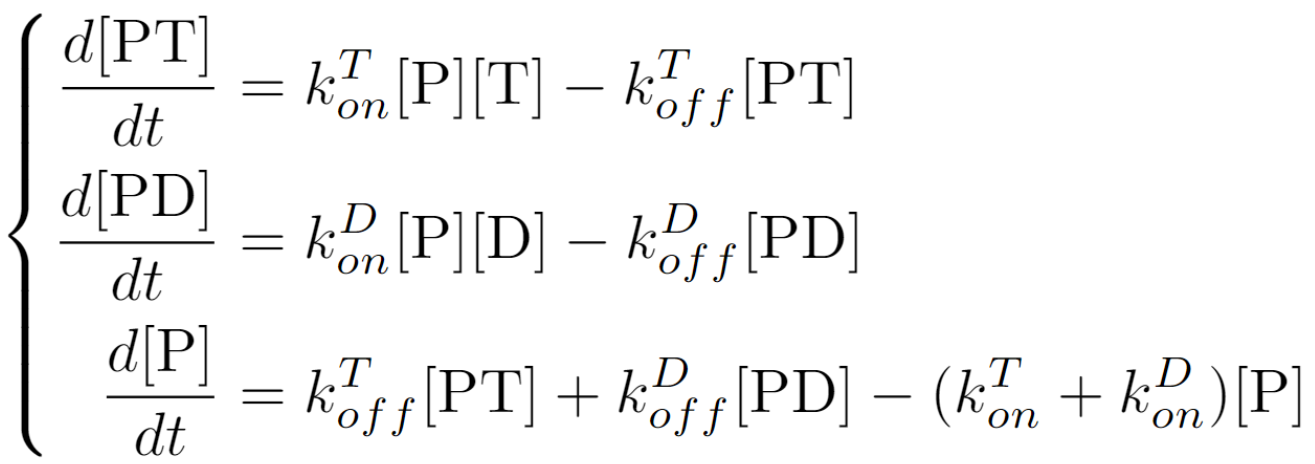 d[PT]/dt = k_{on}^{T}[P][T] − k_{off}^{T}[PT]
d[PD]/dt = k_{on}^{D}[P][D] − k_{off}^{D}[PD]
d[P]/dt = k_{off}^{T}[PT] + k_{off}^{D}[PD] − (k_{on}^{T} + k_{on}^{D})[P]